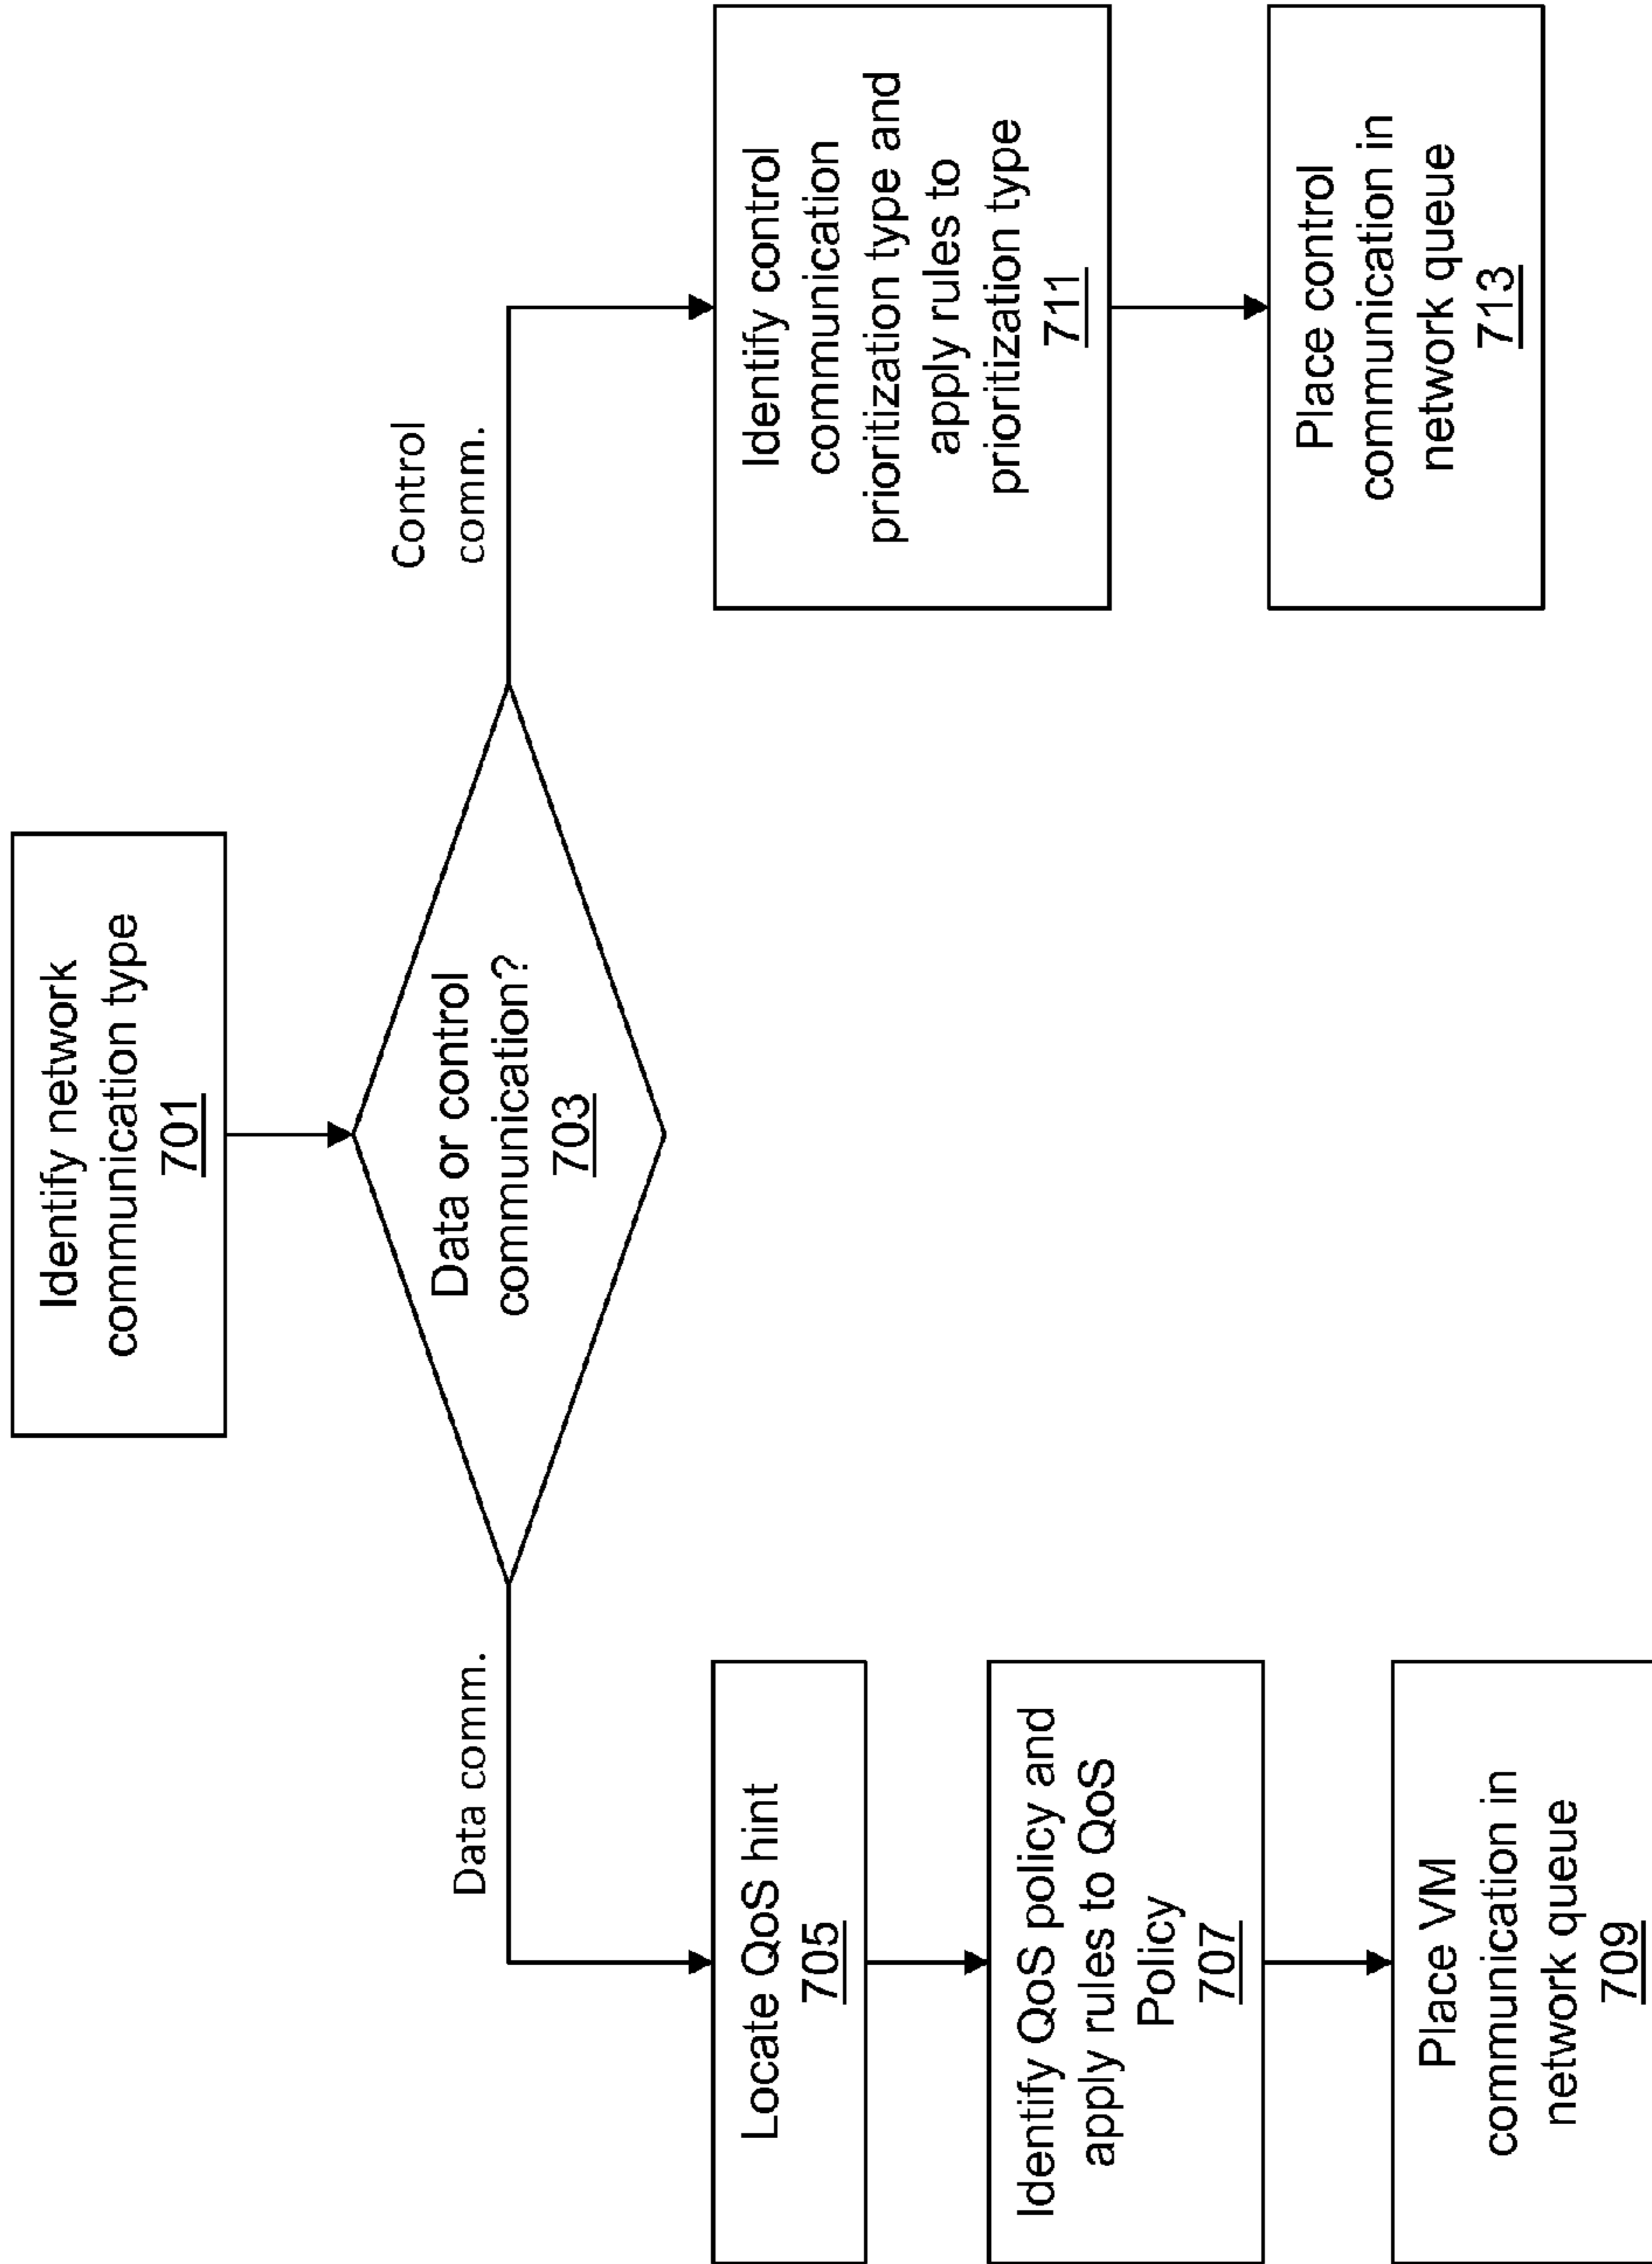 Identify network
communication type
701
Data or control
communication?
703
Data comm.
Control
comm.
Locate QoS hint
705
Identify QoS policy and
apply rules to QoS
Policy
707
Place VM
communication in
network queue
709
Identify control
communication
prioritization type and
apply rules to
prioritization type
711
Place control
communication in
network queue
713